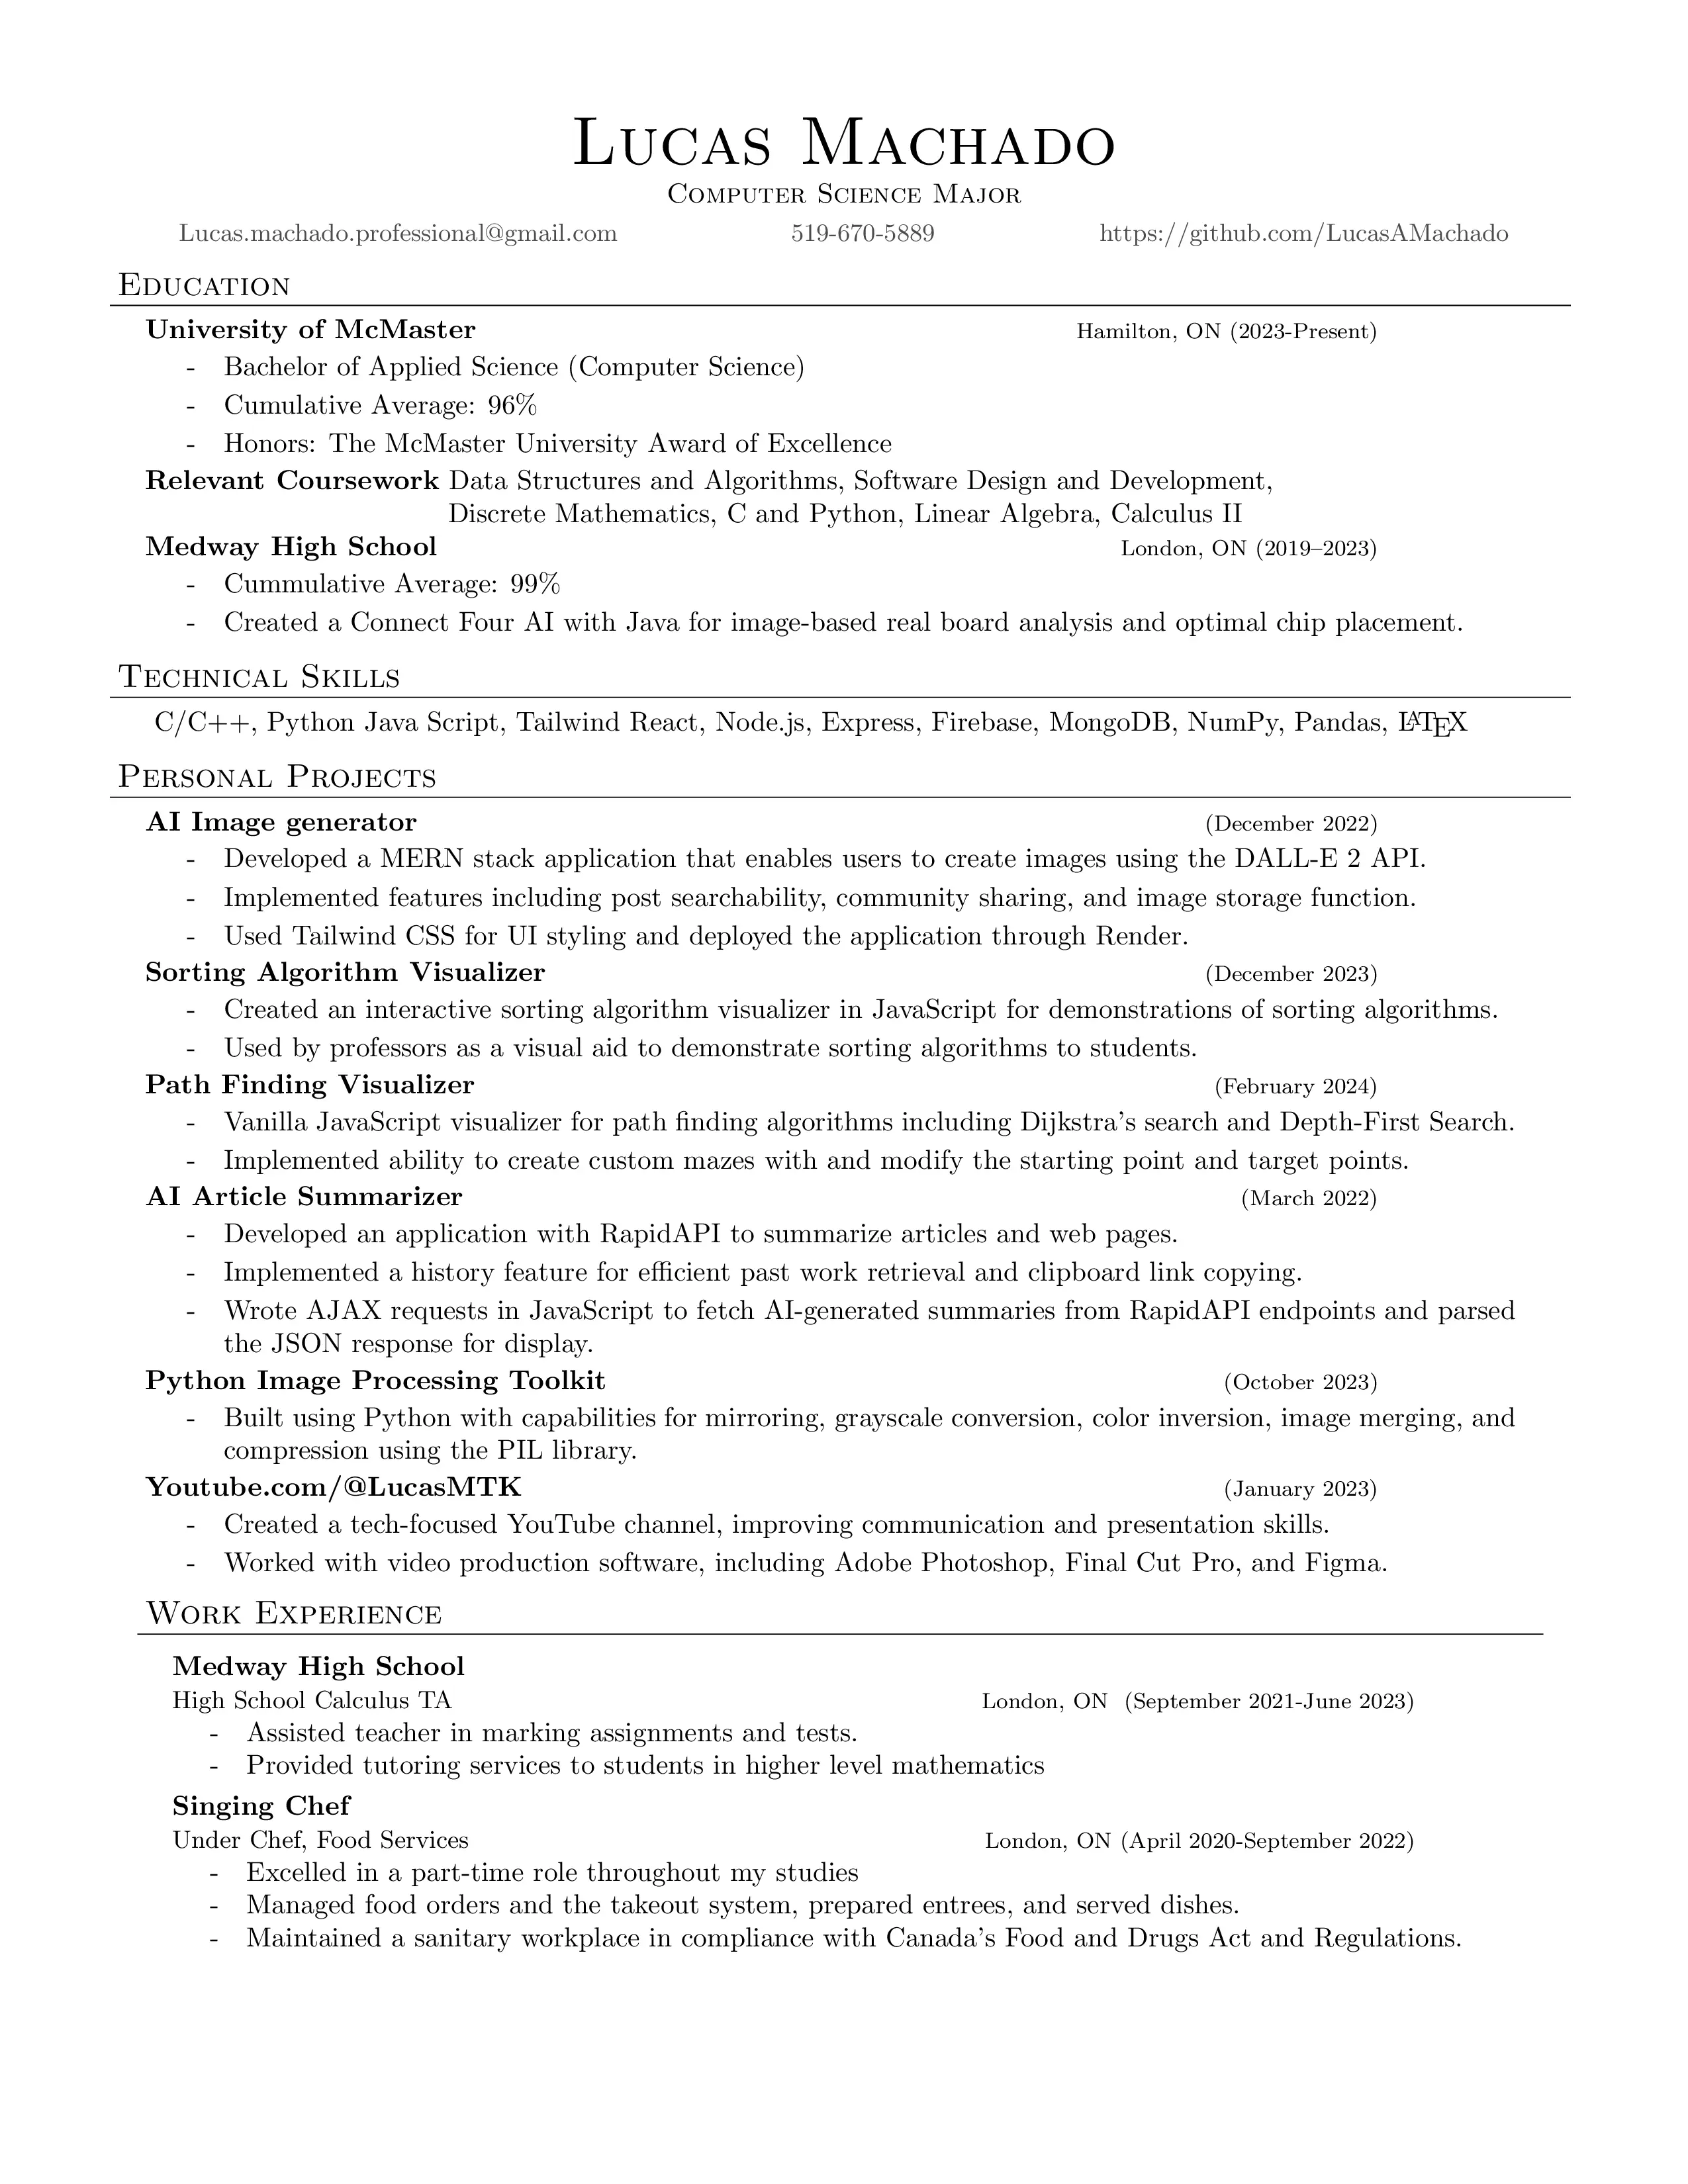 Lucas Machado
Computer Science Major
Lucas.machado.professional@gmail.com 519-670-5889 https://github.com/LucasAMachado
Education
University of McMaster Hamilton, ON (2023-Present)
- Bachelor of Applied Science (Computer Science)
- Cumulative Average: 96%
- Honors: The McMaster University Award of Excellence
Relevant Coursework Data Structures and Algorithms, Software Design and Development,
Discrete Mathematics, C and Python, Linear Algebra, Calculus II
Medway High School London, ON (2019–2023)
- Cummulative Average: 99%
- Created a Connect Four AI with Java for image-based real board analysis and optimal chip placement.
Technical Skills
C/C++, Python Java Script, Tailwind React, Node.js, Express, Firebase, MongoDB, NumPy, Pandas, LATEX
Personal Projects
AI Image generator (December 2022)
- Developed a MERN stack application that enables users to create images using the DALL-E 2 API.
- Implemented features including post searchability, community sharing, and image storage function.
- Used Tailwind CSS for UI styling and deployed the application through Render.
Sorting Algorithm Visualizer (December 2023)
- Created an interactive sorting algorithm visualizer in JavaScript for demonstrations of sorting algorithms.
- Used by professors as a visual aid to demonstrate sorting algorithms to students.
Path Finding Visualizer (February 2024)
- Vanilla JavaScript visualizer for path finding algorithms including Dijkstra's search and Depth-First Search.
- Implemented ability to create custom mazes with and modify the starting point and target points.
AI Article Summarizer (March 2022)
- Developed an application with RapidAPI to summarize articles and web pages.
- Implemented a history feature for efficient past work retrieval and clipboard link copying.
- Wrote AJAX requests in JavaScript to fetch AI-generated summaries from RapidAPI endpoints and parsed
the JSON response for display.
Python Image Processing Toolkit (October 2023)
- Built using Python with capabilities for mirroring, grayscale conversion, color inversion, image merging, and
compression using the PIL library.
Youtube.com/@LucasMTK (January 2023)
- Created a tech-focused YouTube channel, improving communication and presentation skills.
- Worked with video production software, including Adobe Photoshop, Final Cut Pro, and Figma.
Work Experience
Medway High School
High School Calculus TA London, ON (September 2021-June 2023)
- Assisted teacher in marking assignments and tests.
- Provided tutoring services to students in higher level mathematics
Singing Chef
Under Chef, Food Services London, ON (April 2020-September 2022)
- Excelled in a part-time role throughout my studies
- Managed food orders and the takeout system, prepared entrees, and served dishes.
- Maintained a sanitary workplace in compliance with Canada's Food and Drugs Act and Regulations.